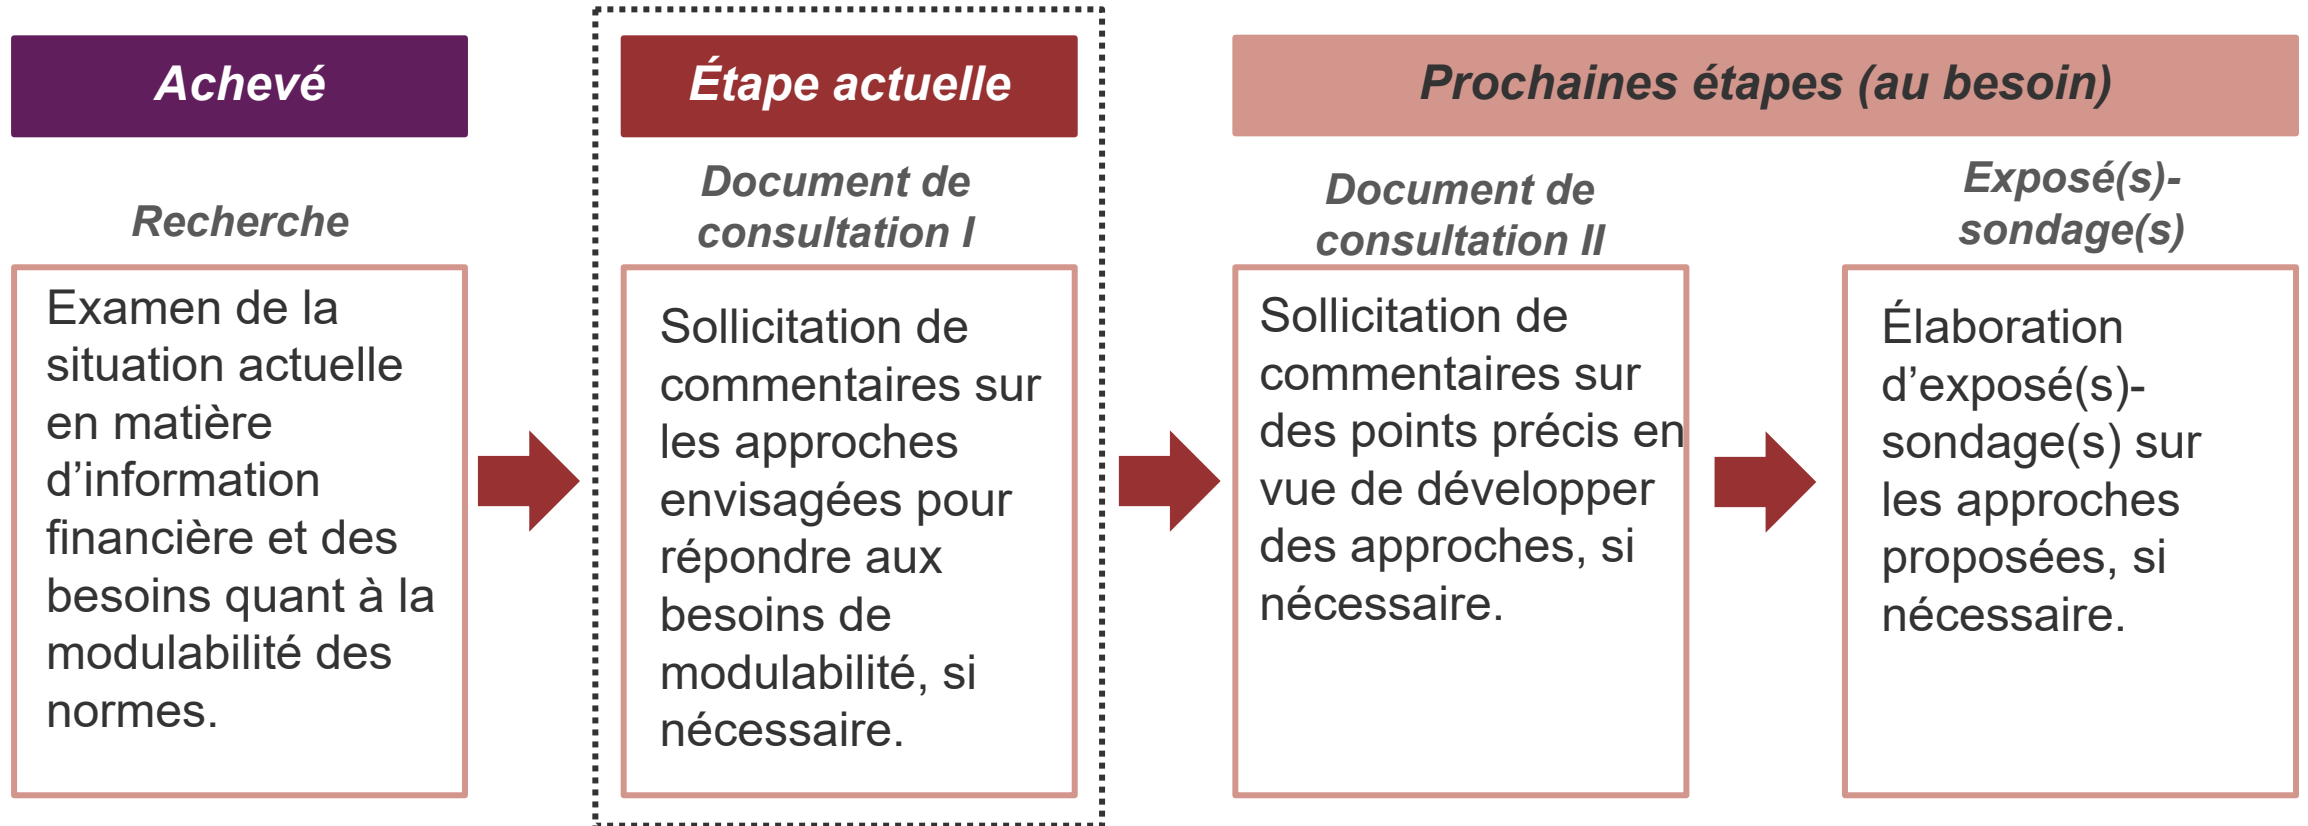 Achevé
Étape actuelle
Prochaines étapes (au besoin)
Recherche
Document de
consultation I
Document de
consultation II
Exposé(s)-
sondage(s)
Examen de la
situation actuelle
en matière
d’information
financière et des
besoins quant à la
modulabilité des
normes.
Sollicitation de
commentaires sur
les approches
envisagées pour
répondre aux
besoins de
modulabilité, si
nécessaire.
Sollicitation de
commentaires sur
des points précis en
vue de développer
des approches, si
nécessaire.
Élaboration
d’exposé(s)-
sondage(s) sur
les approches
proposées, si
nécessaire.